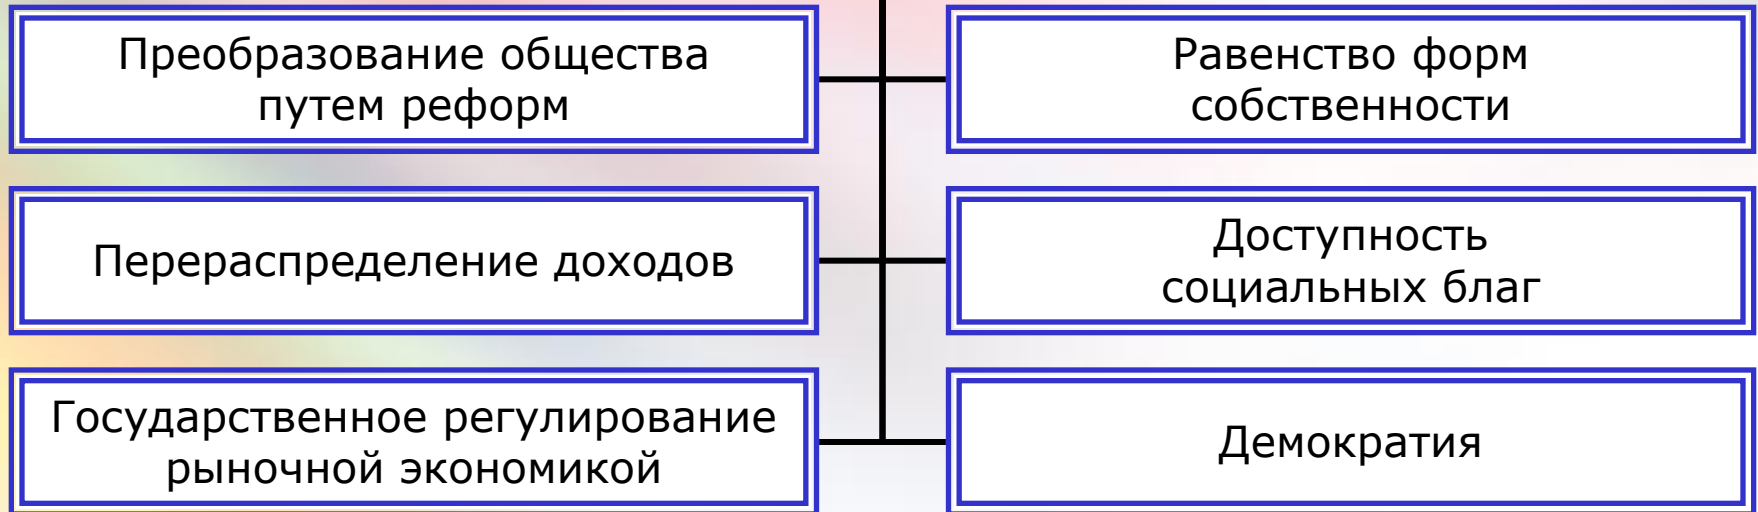 Преобразование общества
путем реформ
Равенство форм
собственности
Перераспределение доходов
Доступность
социальных благ
Государственное регулирование
рыночной экономикой
Демократия